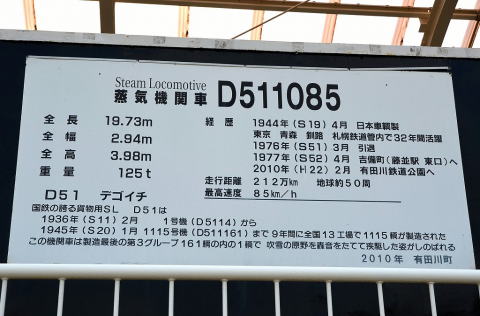 Steam Locomotive
蒸気機関車 D511085
全長 19.73m
全幅 2.94m
全高 3.98m
重量 125t
経歴 1944年(S19)4月 日本車輌製
東京 青森 釧路 札幌鉄道管内で32年間活躍
1976年(S51)3月 引退
1977年(S52)4月 吉備町(藤並駅 東口)へ
2010年(H22)2月 有田川鉄道公園へ
走行距離 212万km 地球約50周
最高速度 85km/h
D51 デゴイチ
国鉄の誇る貨物用SL D51は
1936年(S11)2月 1号機(D5114)から
1945年(S20)1月 1115号機(D511161)まで9年間に全国13工場で1115輌が製造された
この機関車は製造最後の第3グループ161輌の内の1輌で 吹雪の原野を轟音をたてて疾駆した姿がしのばれる
2010年 有田川町